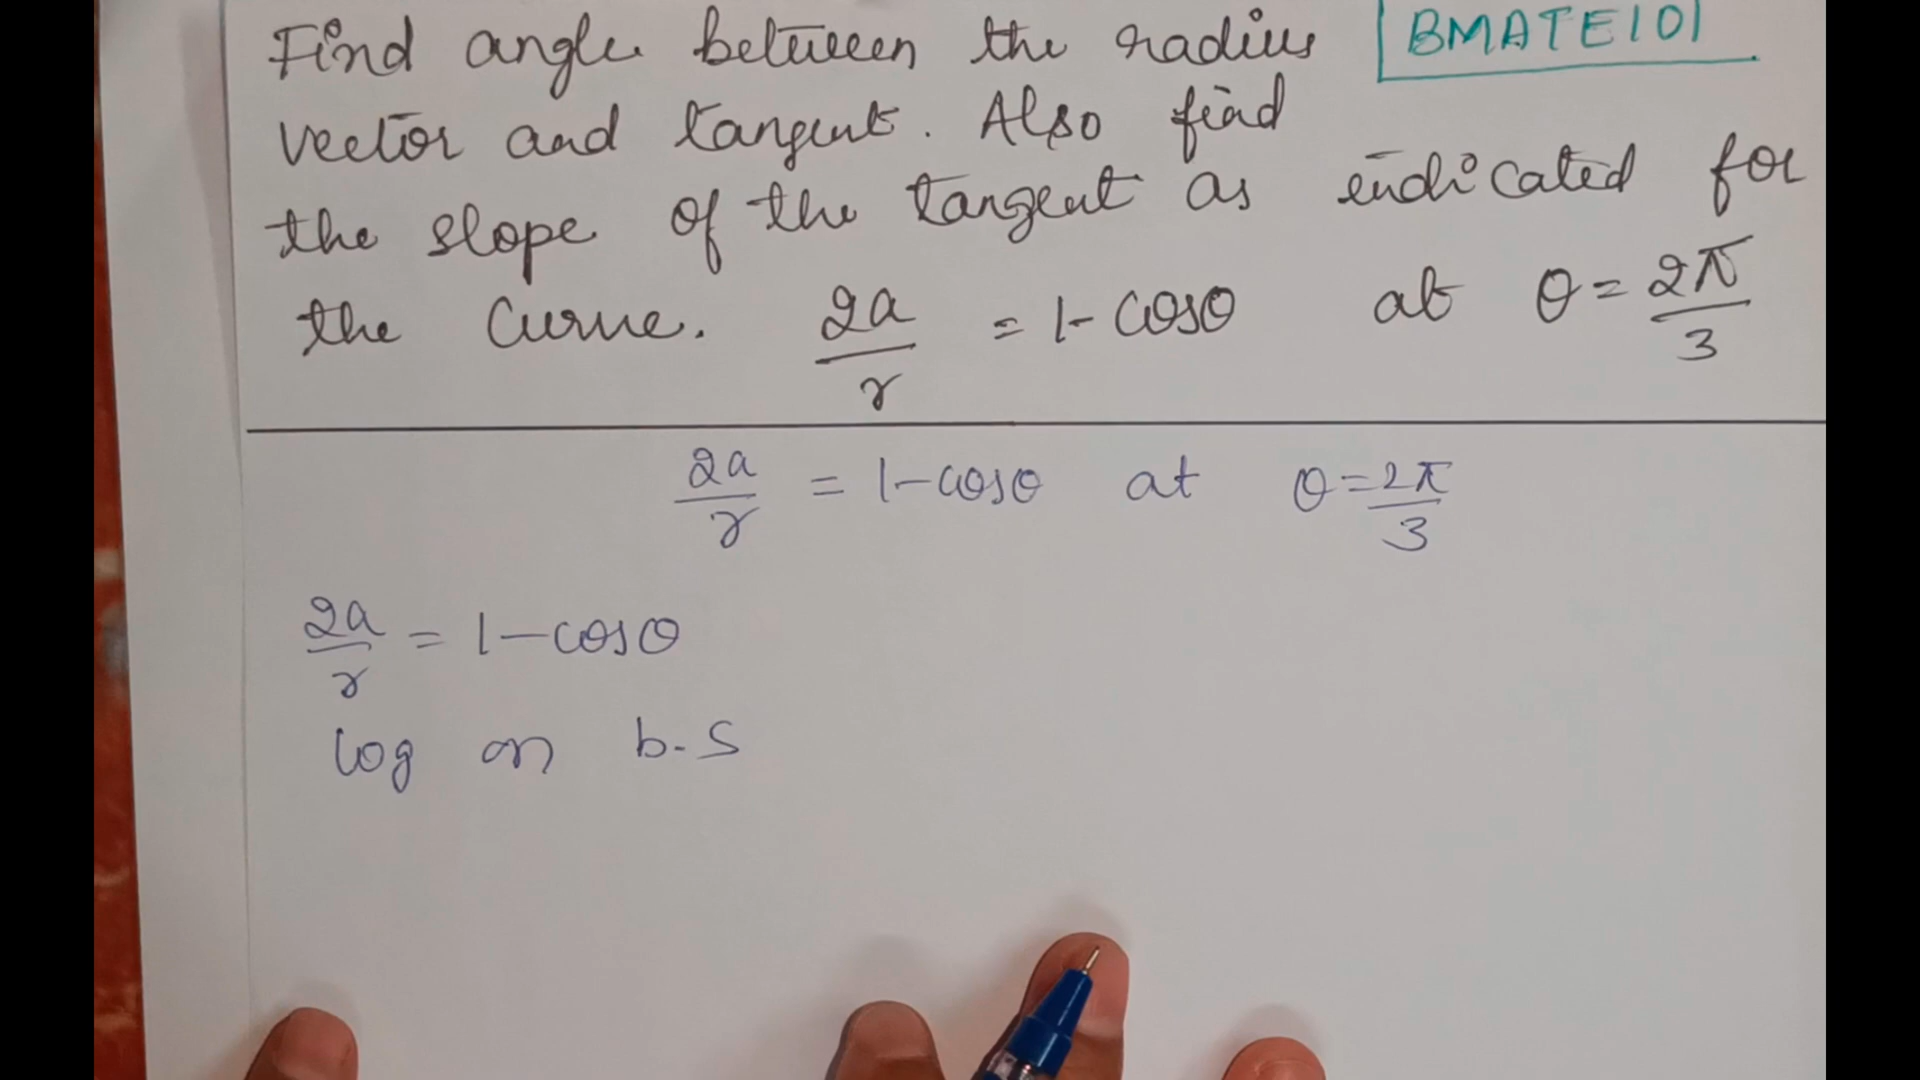 Find angle between the radius
BMATE101
vector and tangent. Also find
the slope of the tangent as indicated for
the curve. 2a/r = 1-cosθ at θ = 2π/3
2a/r = 1-cosθ at θ = 2π/3
2a/r = 1-cosθ
log on b.s